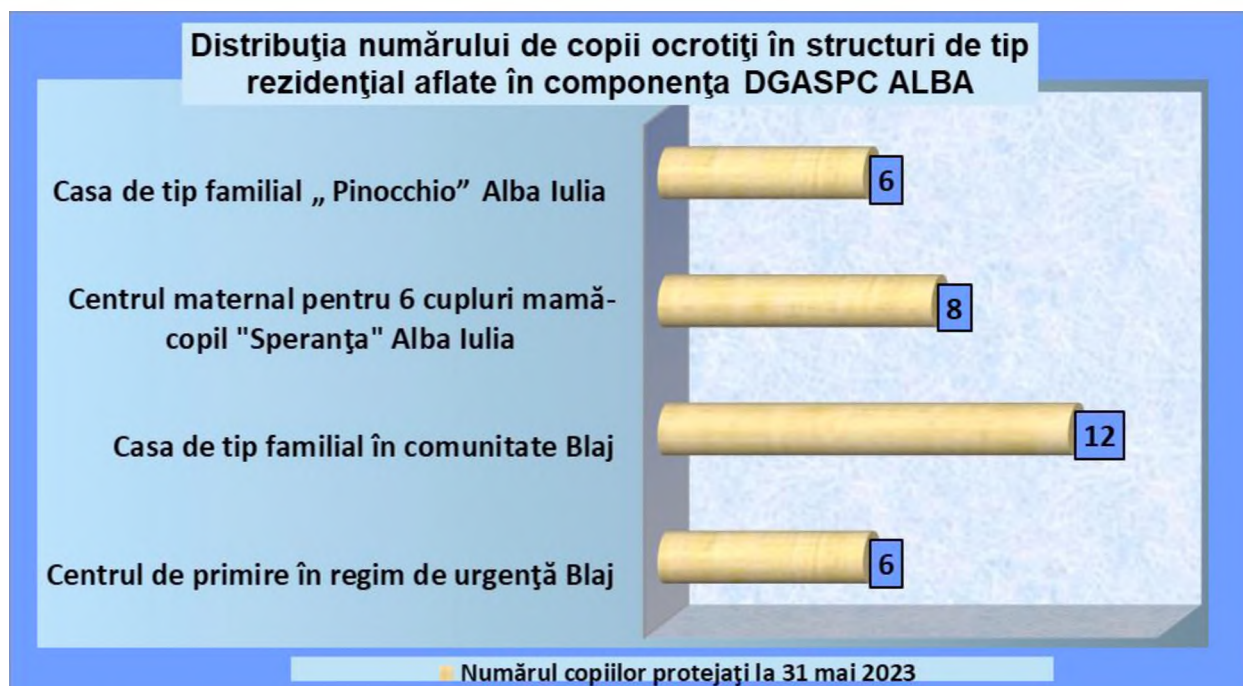 Distribuţia numărului de copii ocrotiţi în structuri de tip
rezidenţial aflate în componenţa DGASPC ALBA
Casa de tip familial „ Pinocchio” Alba Iulia
6
Centrul maternal pentru 6 cupluri mamă-
copil "Speranţa" Alba Iulia
8
Casa de tip familial în comunitate Blaj
12
Centrul de primire în regim de urgenţă Blaj
6
Numărul copiilor protejaţi la 31 mai 2023